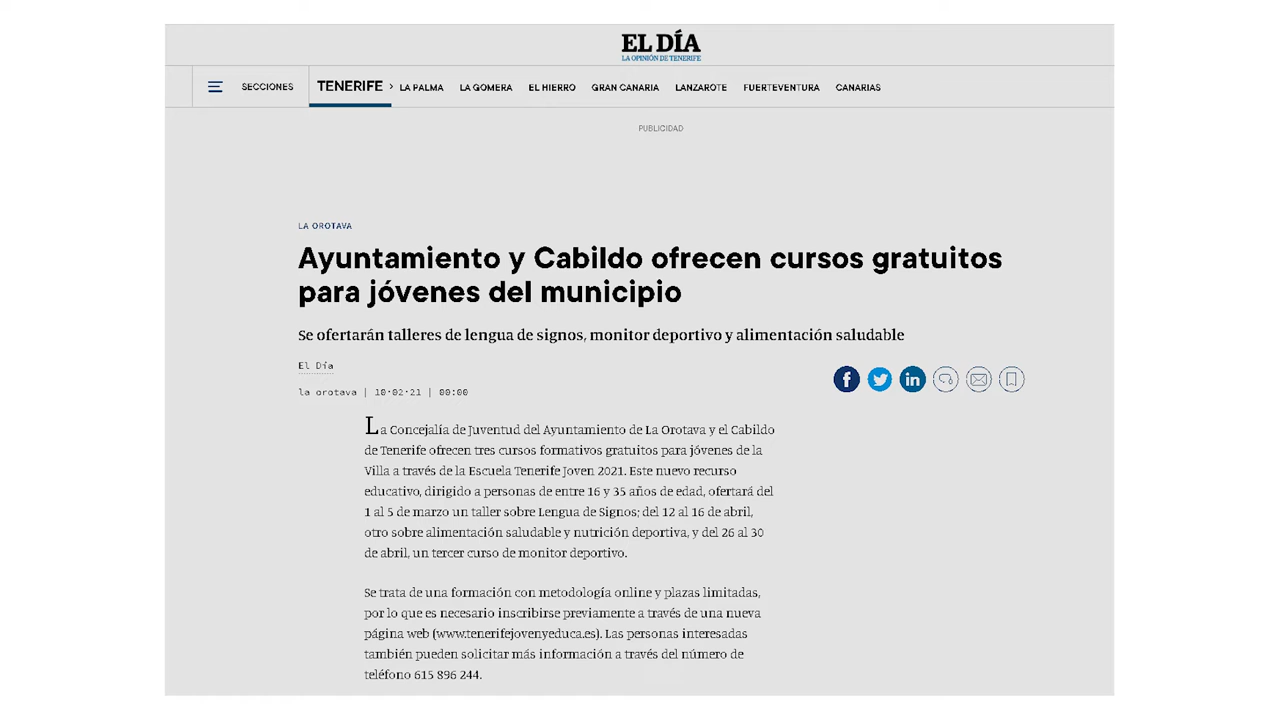 EL DÍA
LA OPINIÓN DE TENERIFE
SECCIONES TENERIFE › LA PALMA LA GOMERA EL HIERRO GRAN CANARIA LANZAROTE FUERTEVENTURA CANARIAS
PUBLICIDAD
LA OROTAVA
Ayuntamiento y Cabildo ofrecen cursos gratuitos
para jóvenes del municipio
Se ofertarán talleres de lengua de signos, monitor deportivo y alimentación saludable
El Día
la orotava | 10·02·21 | 00:00
La Concejalía de Juventud del Ayuntamiento de La Orotava y el Cabildo
de Tenerife ofrecen tres cursos formativos gratuitos para jóvenes de la
Villa a través de la Escuela Tenerife Joven 2021. Este nuevo recurso
educativo, dirigido a personas de entre 16 y 35 años de edad, ofertará del
1 al 5 de marzo un taller sobre Lengua de Signos; del 12 al 16 de abril,
otro sobre alimentación saludable y nutrición deportiva, y del 26 al 30
de abril, un tercer curso de monitor deportivo.
Se trata de una formación con metodología online y plazas limitadas,
por lo que es necesario inscribirse previamente a través de una nueva
página web (www.tenerifejovenyeduca.es). Las personas interesadas
también pueden solicitar más información a través del número de
teléfono 615 896 244.